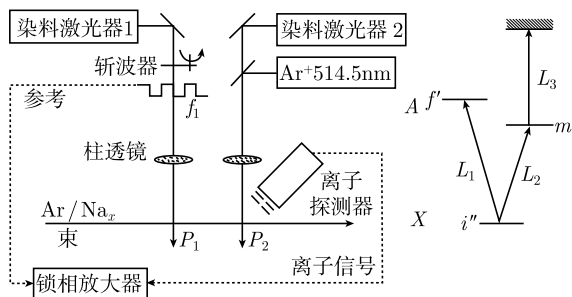 染料激光器1
染料激光器 2
斩波器
Ar⁺514.5nm
参考
f₁
柱透镜
离子
探测器
Ar / Naₓ
束
P₁
P₂
离子信号
锁相放大器
A
f′
L₃
m
L₁
L₂
X
i″